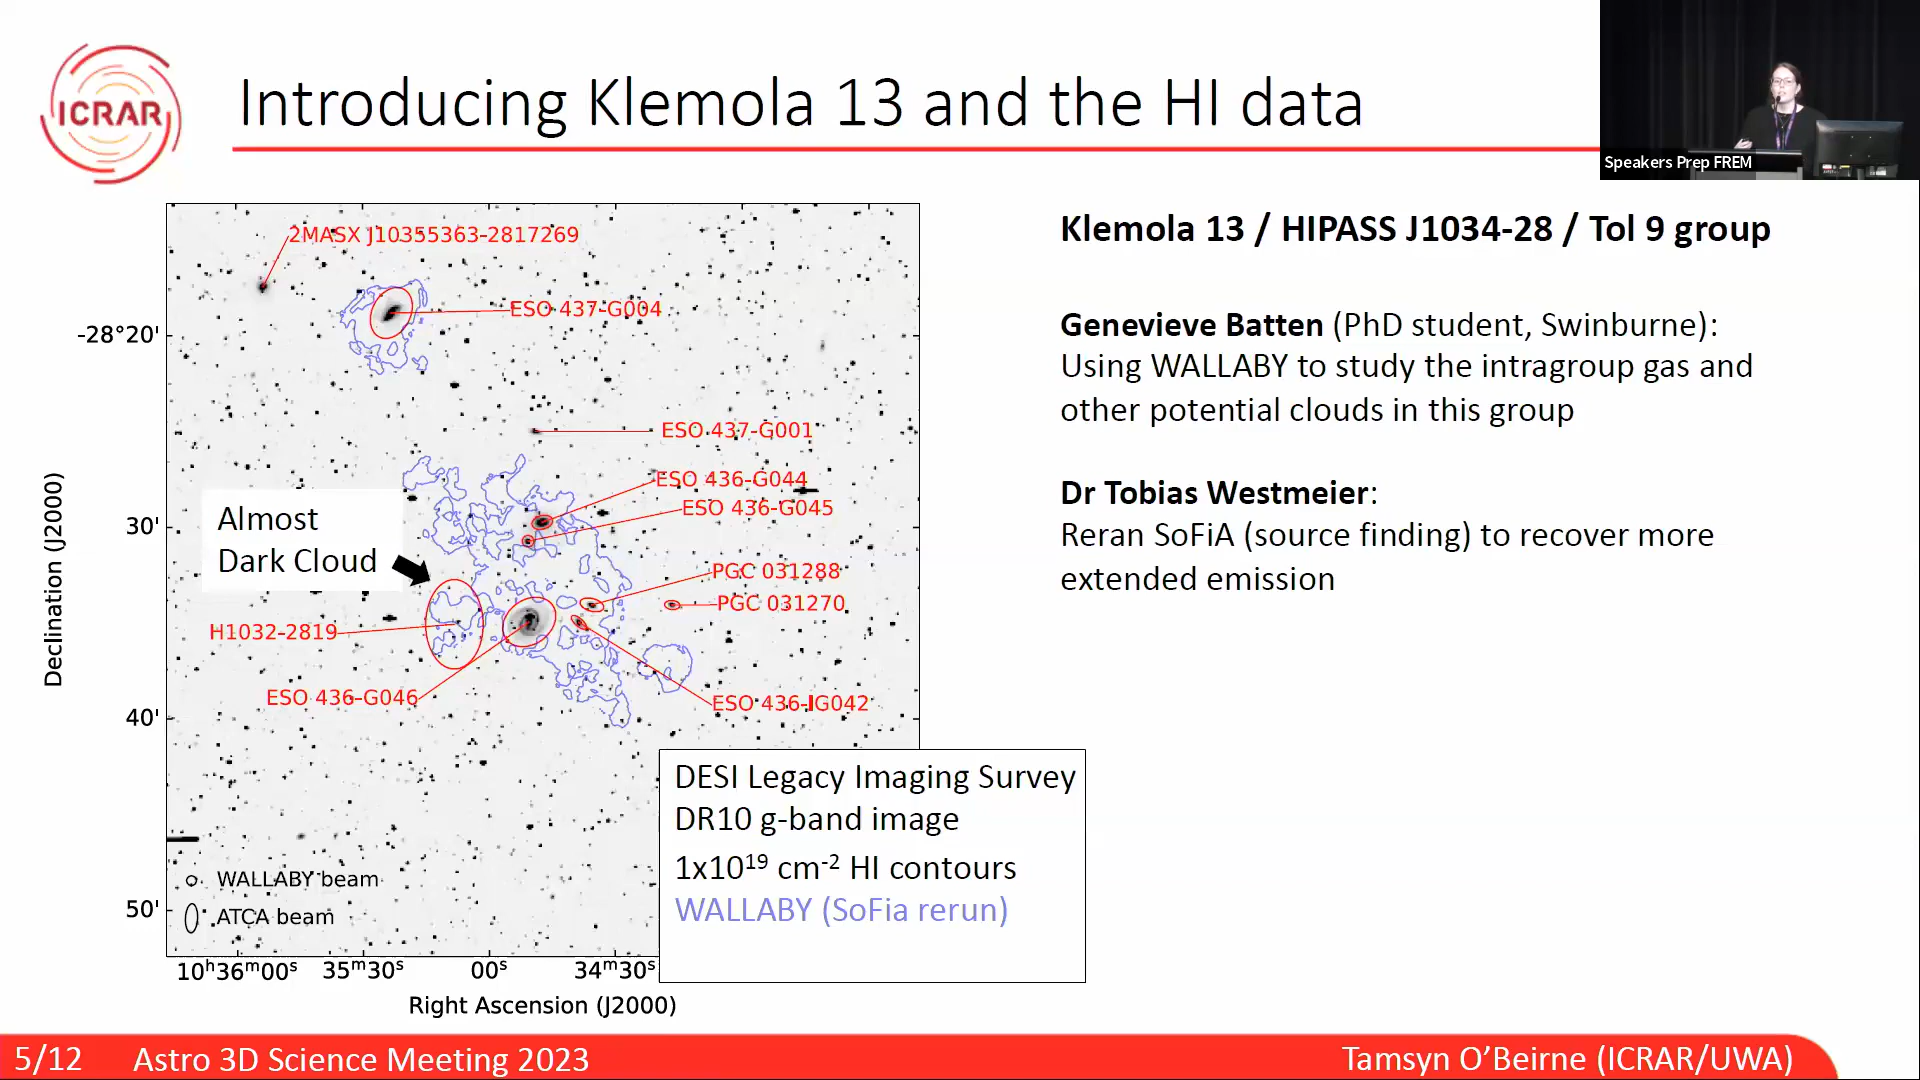 ICRAR
Introducing Klemola 13 and the HI data
Speakers Prep FREM
2MASX J10355363-2817269
ESO 437-G004
-28°20'
ESO 437-G001
ESO 436-G044
ESO 436-G045
30'
Almost
Dark Cloud
PGC 031288
PGC 031270
H1032-2819
ESO 436-G046
ESO 436-IG042
40'
WALLABY beam
ATCA beam
50'
10ʰ36ᵐ00ˢ 35ᵐ30ˢ 00ˢ 34ᵐ30ˢ
Right Ascension (J2000)
Declination (J2000)
DESI Legacy Imaging Survey
DR10 g-band image
1x10¹⁹ cm⁻² HI contours
WALLABY (SoFia rerun)
Klemola 13 / HIPASS J1034-28 / Tol 9 group
Genevieve Batten (PhD student, Swinburne):
Using WALLABY to study the intragroup gas and
other potential clouds in this group
Dr Tobias Westmeier:
Reran SoFiA (source finding) to recover more
extended emission
5/12 Astro 3D Science Meeting 2023
Tamsyn O’Beirne (ICRAR/UWA)